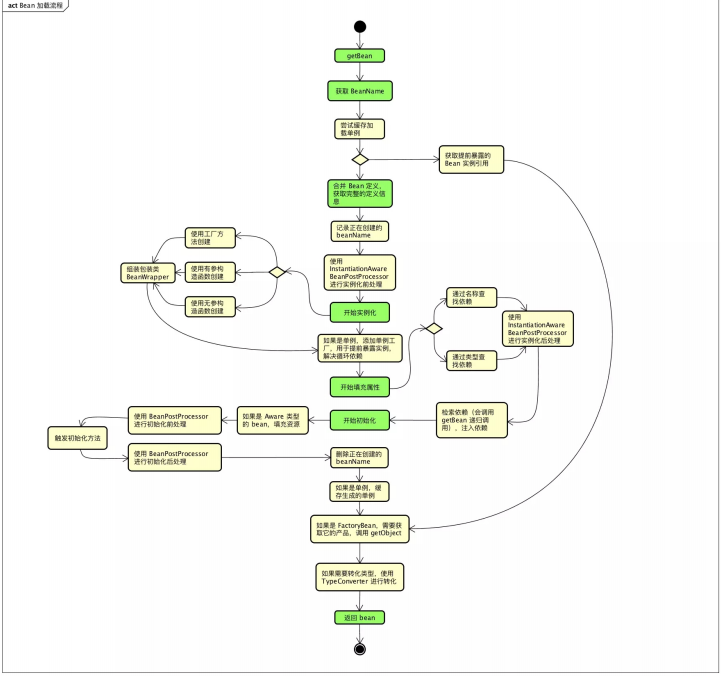 act Bean 加载流程
getBean
获取 BeanName
尝试缓存加
载单例
获取提前暴露的
Bean 实例引用
合并 Bean 定义,
获取完整的定义信
息
记录正在创建的
beanName
使用工厂方
法创建
使用
InstantiationAware
BeanPostProcessor
进行实例化前处理
组装包装类
BeanWrapper
使用有参构
造函数创建
使用无参构
造函数创建
开始实例化
通过名称查
找依赖
使用
InstantiationAware
BeanPostProcessor
进行实例化后处理
如果是单例，添加单例工
厂，用于提前暴露实例，
解决循环依赖
通过类型查
找依赖
开始填充属性
检索依赖（会调用
getBean 递归调
用），注入依赖
开始初始化
如果是 Aware 类型
的 bean，填充资源
使用 BeanPostProcessor
进行初始化前处理
触发初始化方法
使用 BeanPostProcessor
进行初始化后处理
删除正在创建的
beanName
如果是单例，缓
存生成的单例
如果是 FactoryBean，需要获
取它的产品，调用 getObject
如果需要转化类型，使用
TypeConverter 进行转化
返回 bean